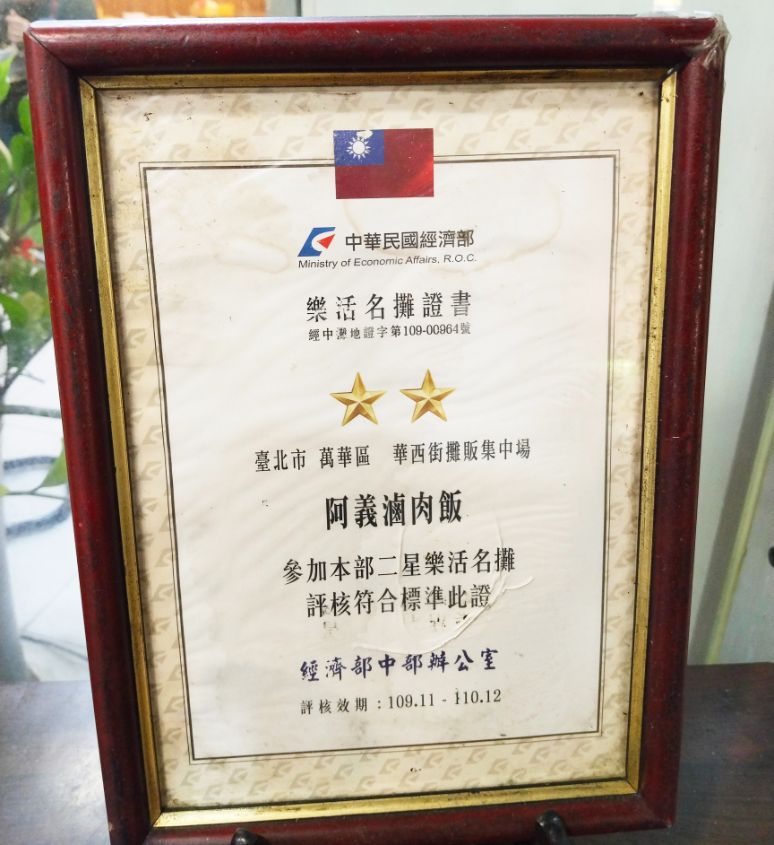 中華民國經濟部
Ministry of Economic Affairs, R.O.C.
樂活名攤證書
經中攤地證字第109-00964號
臺北市 萬華區 華西街攤販集中場
阿義滷肉飯
參加本部二星樂活名攤
評核符合標準此證
經濟部中部辦公室
評核效期：109.11 - 110.12